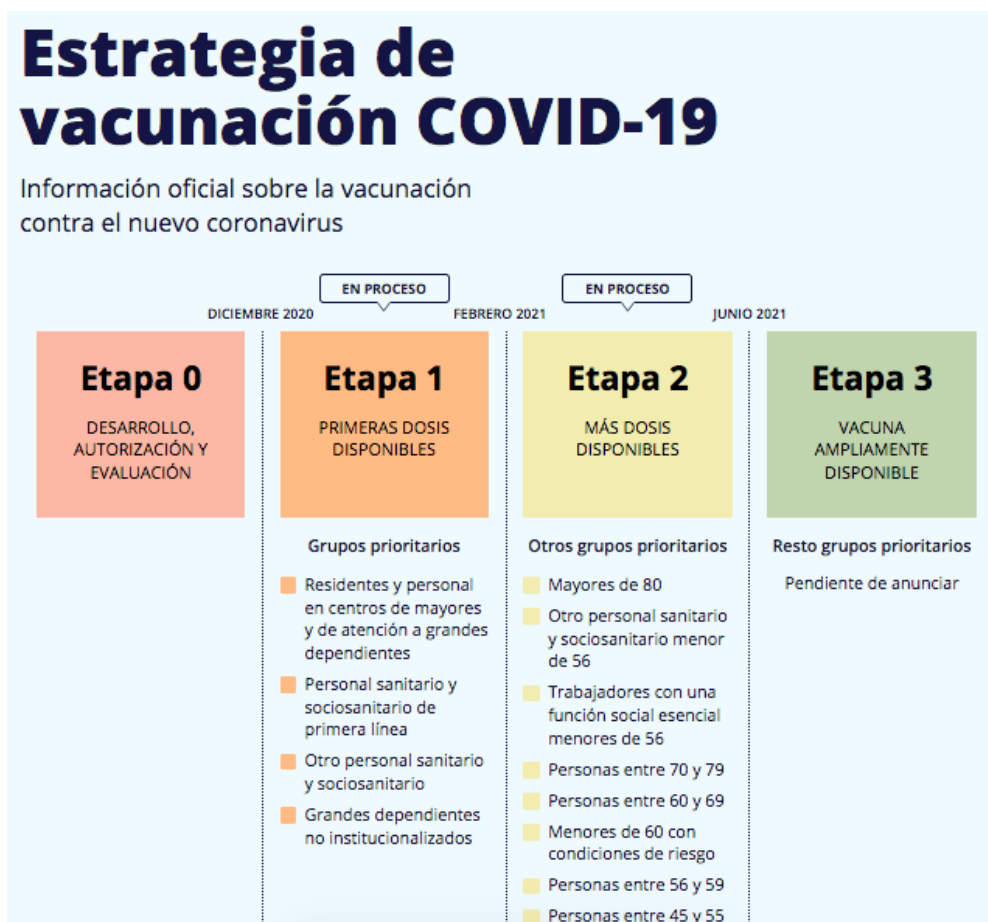 Estrategia de
vacunación COVID-19
Información oficial sobre la vacunación
contra el nuevo coronavirus
EN PROCESO
EN PROCESO
DICIEMBRE 2020
FEBRERO 2021
JUNIO 2021
Etapa 0
DESARROLLO,
AUTORIZACIÓN Y
EVALUACIÓN
Etapa 1
PRIMERAS DOSIS
DISPONIBLES
Grupos prioritarios
Residentes y personal
en centros de mayores
y de atención a grandes
dependientes
Personal sanitario y
sociosanitario de
primera línea
Otro personal sanitario
y sociosanitario
Grandes dependientes
no institucionalizados
Etapa 2
MÁS DOSIS
DISPONIBLES
Otros grupos prioritarios
Mayores de 80
Otro personal sanitario
y sociosanitario menor
de 56
Trabajadores con una
función social esencial
menores de 56
Personas entre 70 y 79
Personas entre 60 y 69
Menores de 60 con
condiciones de riesgo
Personas entre 56 y 59
Personas entre 45 y 55
Etapa 3
VACUNA
AMPLIAMENTE
DISPONIBLE
Resto grupos prioritarios
Pendiente de anunciar